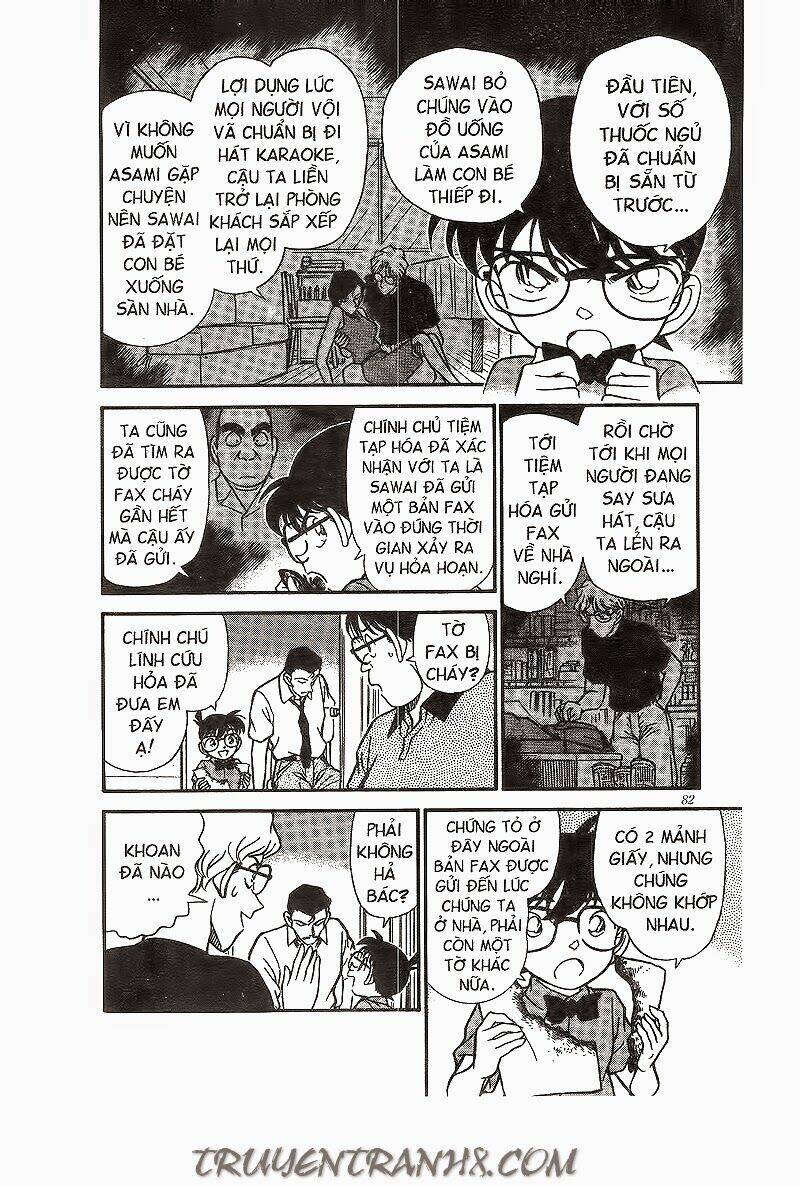 ĐẦU TIÊN,
VỚI SỐ
THUỐC NGỦ
ĐÃ CHUẨN
BỊ SẴN TỪ
TRƯỚC...
SAWAI BỎ
CHÚNG VÀO
ĐỒ UỐNG
CỦA ASAMI
LÀM CON BÉ
THIẾP ĐI.
LỢI DỤNG LÚC
MỌI NGƯỜI VỘI
VÃ CHUẨN BỊ ĐI
HÁT KARAOKE,
CẬU TA LIỀN
TRỞ LẠI PHÒNG
KHÁCH SẮP XẾP
LẠI MỌI
THỨ.
VÌ KHÔNG
MUỐN
ASAMI GẶP
CHUYỆN
NÊN SAWAI
ĐÃ ĐẶT
CON BÉ
XUỐNG
SÀN NHÀ.
RỒI CHỜ
TỚI KHI MỌI
NGƯỜI ĐANG
SAY SƯA
HÁT, CẬU
TA LẺN RA
NGOÀI...
TỚI
TIỆM
TẠP
HÓA GỬI
FAX
VỀ NHÀ
NGHỈ.
CHÍNH CHỦ TIỆM
TẠP HÓA ĐÃ XÁC
NHẬN VỚI TA LÀ
SAWAI ĐÃ GỬI
MỘT BẢN FAX
VÀO ĐÚNG THỜI
GIAN XẢY RA
VỤ HỎA HOẠN.
TA CŨNG
ĐÃ TÌM RA
ĐƯỢC TỜ
FAX CHÁY
GẦN HẾT
MÀ CẬU ẤY
ĐÃ GỬI.
TỜ
FAX BỊ
CHÁY?
CHÍNH CHÚ
LÍNH CỨU
HỎA ĐÃ
ĐƯA EM
ĐẤY
Ạ!
82
CÓ 2 MẢNH
GIẤY, NHƯNG
CHÚNG
KHÔNG KHỚP
NHAU.
CHỨNG TỎ Ở
ĐÂY NGOÀI
BẢN FAX ĐƯỢC
GỬI ĐẾN LÚC
CHÚNG TA Ở
Ở NHÀ, PHẢI
CÒN MỘT
TỜ KHÁC
NỮA.
PHẢI
KHÔNG
HẢ
BÁC?
KHOAN
ĐÃ NÀO
...
TRUYENTRANH8.COM